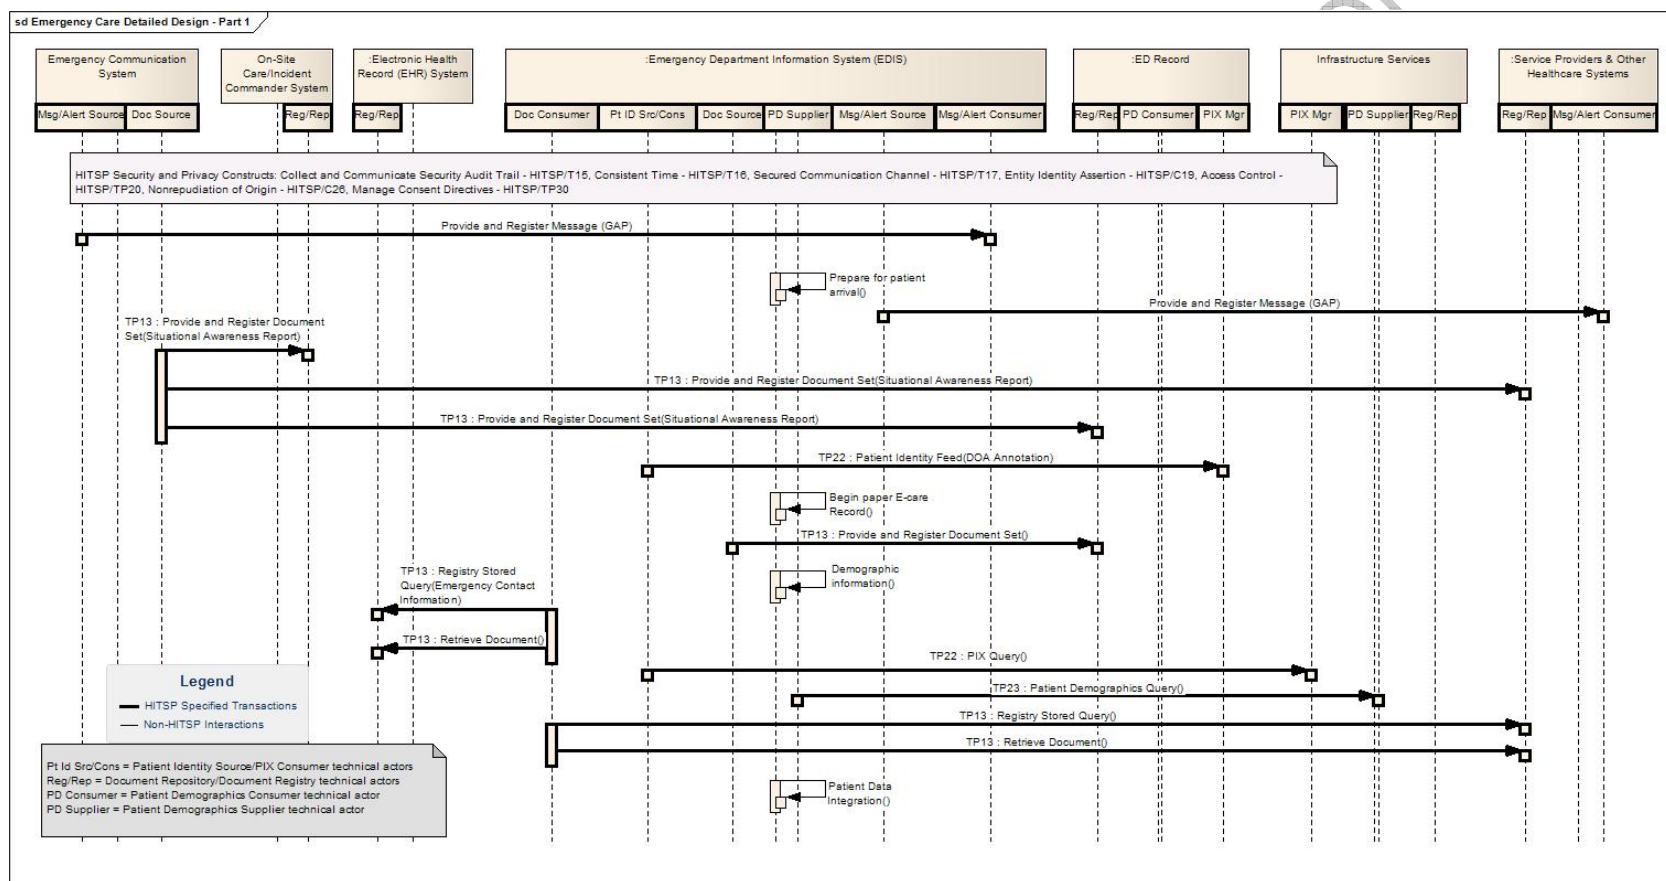 sd Emergency Care Detailed Design - Part 1
Emergency Communication
System
On-Site
Care/Incident
Commander System
:Electronic Health
Record (EHR) System
:Emergency Department Information System (EDIS)
:ED Record
Infrastructure Services
:Service Providers & Other
Healthcare Systems
Msg/Alert Source
Doc Source
Reg/Rep
Reg/Rep
Doc Consumer
Pt ID Src/Cons
Doc Source
PD Supplier
Msg/Alert Source
Msg/Alert Consumer
Reg/Rep
PD Consumer
PIX Mgr
PIX Mgr
PD Supplier
Reg/Rep
Reg/Rep
Msg/Alert Consumer
HITSP Security and Privacy Constructs: Collect and Communicate Security Audit Trail - HITSP/T15, Consistent Time - HITSP/T16, Secured Communication Channel - HITSP/T17, Entity Identity Assertion - HITSP/C19, Access Control -
HITSP/TP20, Nonrepudiation of Origin - HITSP/C26, Manage Consent Directives - HITSP/TP30
Provide and Register Message (GAP)
Prepare for patient
arrival()
Provide and Register Message (GAP)
TP13 : Provide and Register Document
Set(Situational Awareness Report)
TP13 : Provide and Register Document Set(Situational Awareness Report)
TP13 : Provide and Register Document Set(Situational Awareness Report)
TP22 : Patient Identity Feed(DOA Annotation)
Begin paper E-care
Record()
TP13 : Provide and Register Document Set()
Demographic
information()
TP13 : Registry Stored
Query(Emergency Contact
Information)
TP13 : Retrieve Document()
TP22 : PIX Query()
TP23 : Patient Demographics Query()
TP13 : Registry Stored Query()
TP13 : Retrieve Document()
Patient Data
Integration()
Legend
HITSP Specified Transactions
Non-HITSP Interactions
Pt Id Src/Cons = Patient Identity Source/PIX Consumer technical actors
Reg/Rep = Document Repository/Document Registry technical actors
PD Consumer = Patient Demographics Consumer technical actor
PD Supplier = Patient Demographics Supplier technical actor